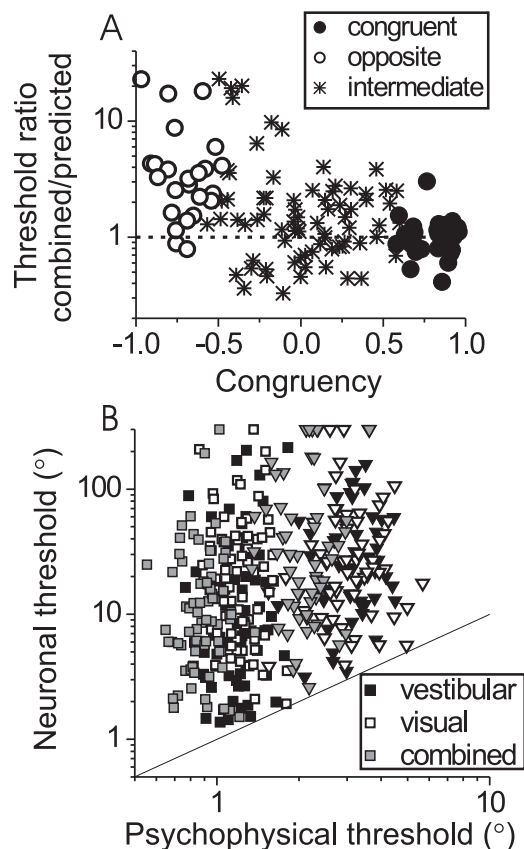 A
congruent
opposite
intermediate
Threshold ratio
combined/predicted
10
1
-1.0 -0.5 0.0 0.5 1.0
Congruency
B
Neuronal threshold (°)
100
10
1
vestibular
visual
combined
1 10
Psychophysical threshold (°)